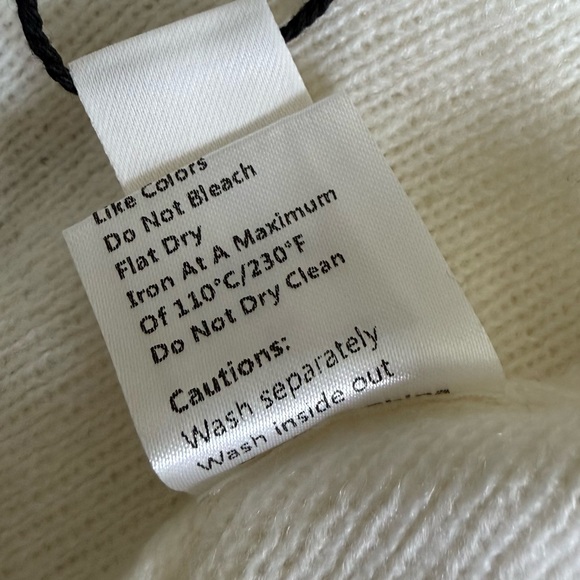 Like Colors
Do Not Bleach
Flat Dry
Iron At A Maximum
Of 110°C/230°F
Do Not Dry Clean
Cautions:
Wash separately
Wash inside out